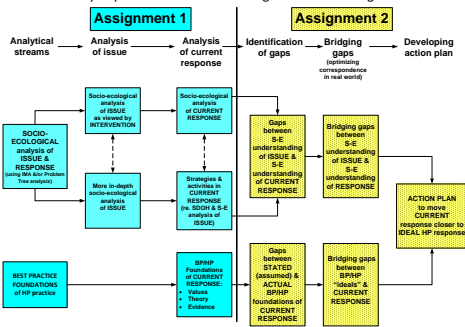 Assignment 1
Assignment 2
Analytical
streams
Analysis
of issue
Analysis
of current
response
Identification
of gaps
Bridging
gaps
(optimizing
correspondence
in real world)
Developing
action plan
SOCIO-
ECOLOGICAL
analysis of
ISSUE &
RESPONSE
(using IMA &/or Problem
Tree analysis)
Socio-ecological
analysis
of ISSUE
as viewed by
INTERVENTION
Socio-ecological
analysis
of CURRENT
RESPONSE
More in-depth
socio-ecological
analysis
of ISSUE
Strategies &
activities in
CURRENT
RESPONSE
(re. SDOH & S-E
analysis of
ISSUE)
Gaps
between
S-E
understanding
of ISSUE &
S-E
understanding
of CURRENT
RESPONSE
Bridging gaps
between
S-E
understanding
of ISSUE &
S-E
understanding
of RESPONSE
ACTION PLAN
to move
CURRENT
response closer to
IDEAL HP response
BEST PRACTICE
FOUNDATIONS
OF HP practice
BP/HP
Foundations
of CURRENT
RESPONSE:
• Values
• Theory
• Evidence
Gaps
between
STATED
(assumed) &
ACTUAL
BP/HP
foundations of
CURRENT
RESPONSE
Bridging gaps
between
BP/HP
"ideals" &
CURRENT
RESPONSE